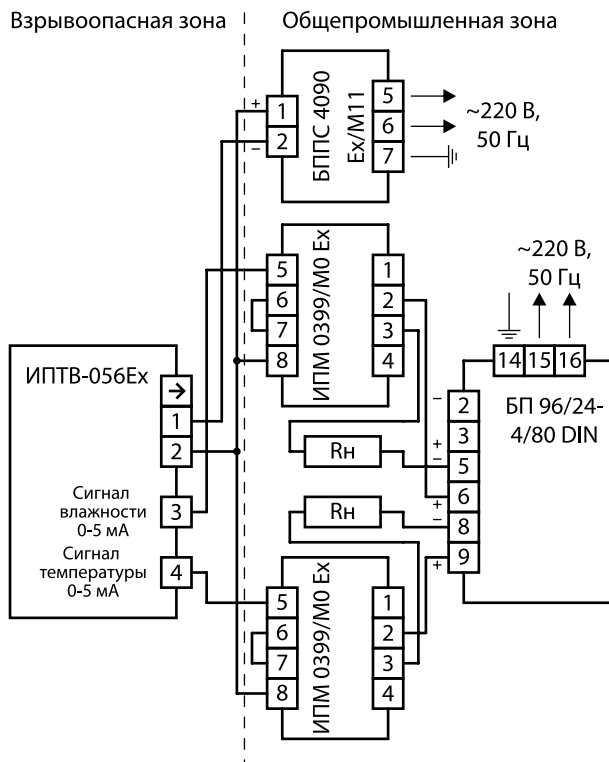 Взрывоопасная зона
Общепромышленная зона
+
1
2
–
БППС 4090
Ex/M11
5
6
7
~220 В,
50 Гц
5
6
7
8
ИПМ 0399/М0 Ex
1
2
3
4
~220 В,
50 Гц
14
15
16
БП 96/24-
4/80 DIN
–
2
3
+
–
5
6
+
–
8
9
+
Rн
Rн
ИПТВ-056Ex
1
2
Сигнал
влажности
0-5 мА
3
Сигнал
температуры
0-5 мА
4
5
6
7
8
ИПМ 0399/М0 Ex
1
2
3
4